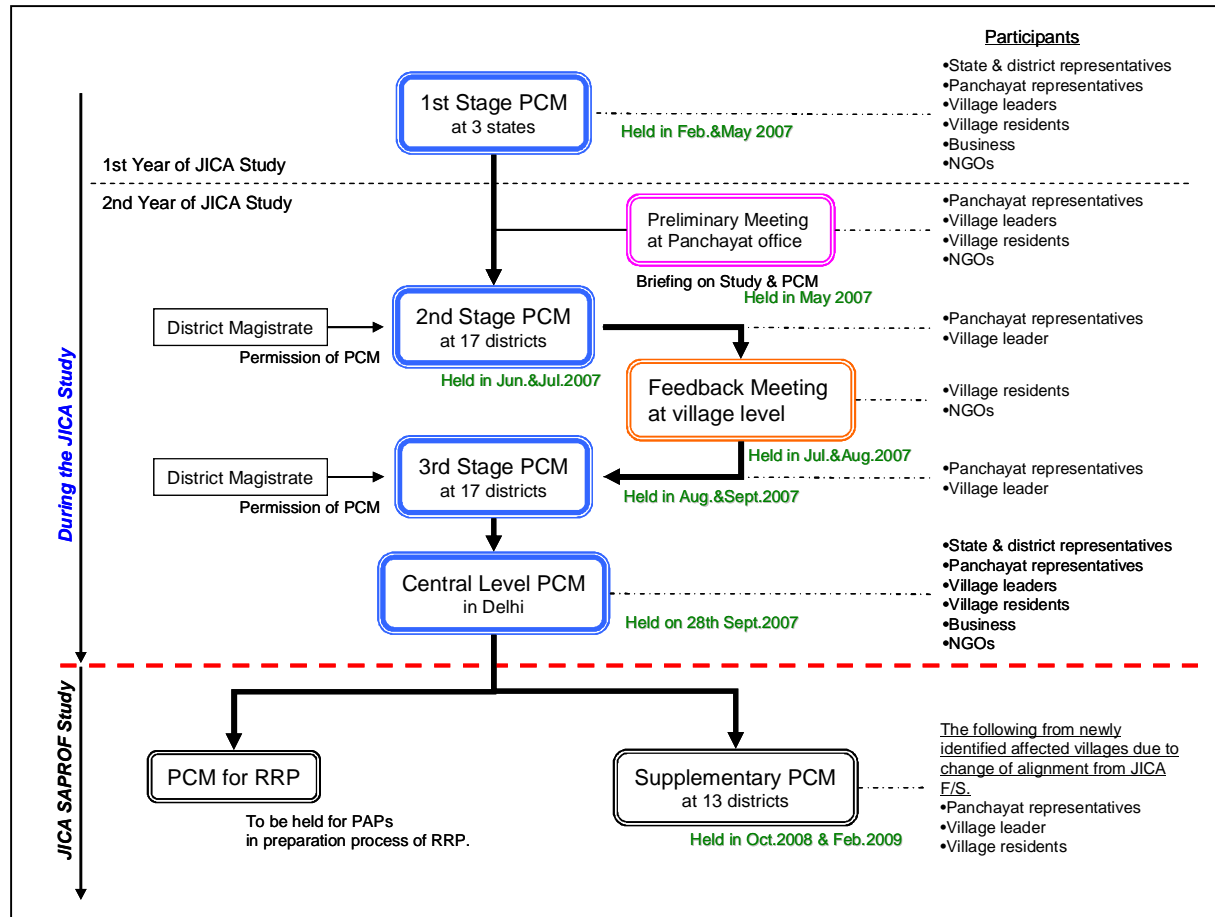 Participants
1st Stage PCM
at 3 states
Held in Feb.&May 2007
•State & district representatives
•Panchayat representatives
•Village leaders
•Village residents
•Business
•NGOs
1st Year of JICA Study
2nd Year of JICA Study
Preliminary Meeting
at Panchayat office
Briefing on Study & PCM
Held in May 2007
•Panchayat representatives
•Village leaders
•Village residents
•NGOs
District Magistrate
Permission of PCM
2nd Stage PCM
at 17 districts
Held in Jun.&Jul.2007
•Panchayat representatives
•Village leader
Feedback Meeting
at village level
Held in Jul.&Aug.2007
•Village residents
•NGOs
District Magistrate
Permission of PCM
3rd Stage PCM
at 17 districts
Held in Aug.&Sept.2007
•Panchayat representatives
•Village leader
Central Level PCM
in Delhi
Held on 28th Sept.2007
•State & district representatives
•Panchayat representatives
•Village leaders
•Village residents
•Business
•NGOs
During the JICA Study
JICA SAPROF Study
PCM for RRP
To be held for PAPs
in preparation process of RRP.
Supplementary PCM
at 13 districts
Held in Oct.2008 & Feb.2009
The following from newly
identified affected villages due to
change of alignment from JICA
F/S.
•Panchayat representatives
•Village leader
•Village residents